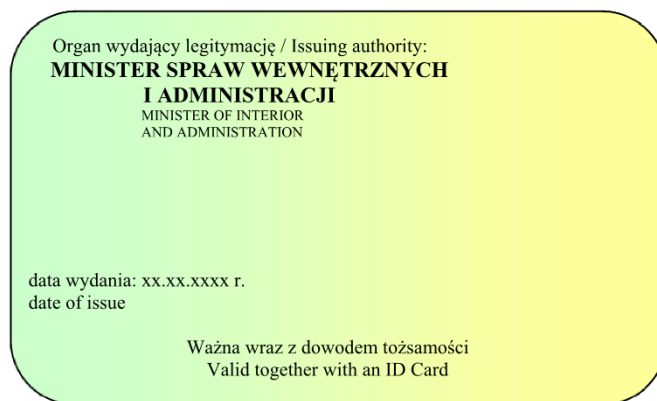 Organ wydający legitymację / Issuing authority:
MINISTER SPRAW WEWNĘTRZNYCH
I ADMINISTRACJI
MINISTER OF INTERIOR
AND ADMINISTRATION
data wydania: xx.xx.xxxx r.
date of issue
Ważna wraz z dowodem tożsamości
Valid together with an ID Card